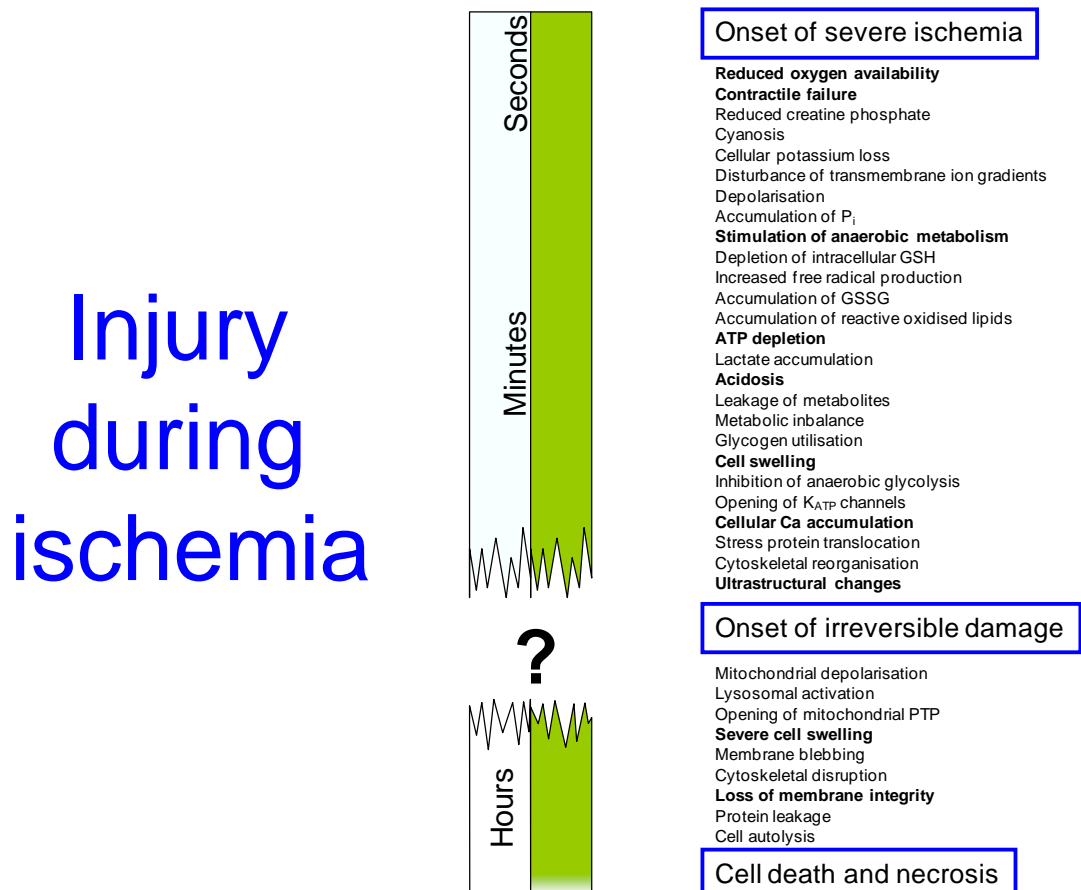 Injury
during
ischemia
Seconds
Minutes
?
Hours
Onset of severe ischemia
Reduced oxygen availability
Contractile failure
Reduced creatine phosphate
Cyanosis
Cellular potassium loss
Disturbance of transmembrane ion gradients
Depolarisation
Accumulation of Pi
Stimulation of anaerobic metabolism
Depletion of intracellular GSH
Increased free radical production
Accumulation of GSSG
Accumulation of reactive oxidised lipids
ATP depletion
Lactate accumulation
Acidosis
Leakage of metabolites
Metabolic inbalance
Glycogen utilisation
Cell swelling
Inhibition of anaerobic glycolysis
Opening of KATP channels
Cellular Ca accumulation
Stress protein translocation
Cytoskeletal reorganisation
Ultrastructural changes
Onset of irreversible damage
Mitochondrial depolarisation
Lysosomal activation
Opening of mitochondrial PTP
Severe cell swelling
Membrane blebbing
Cytoskeletal disruption
Loss of membrane integrity
Protein leakage
Cell autolysis
Cell death and necrosis